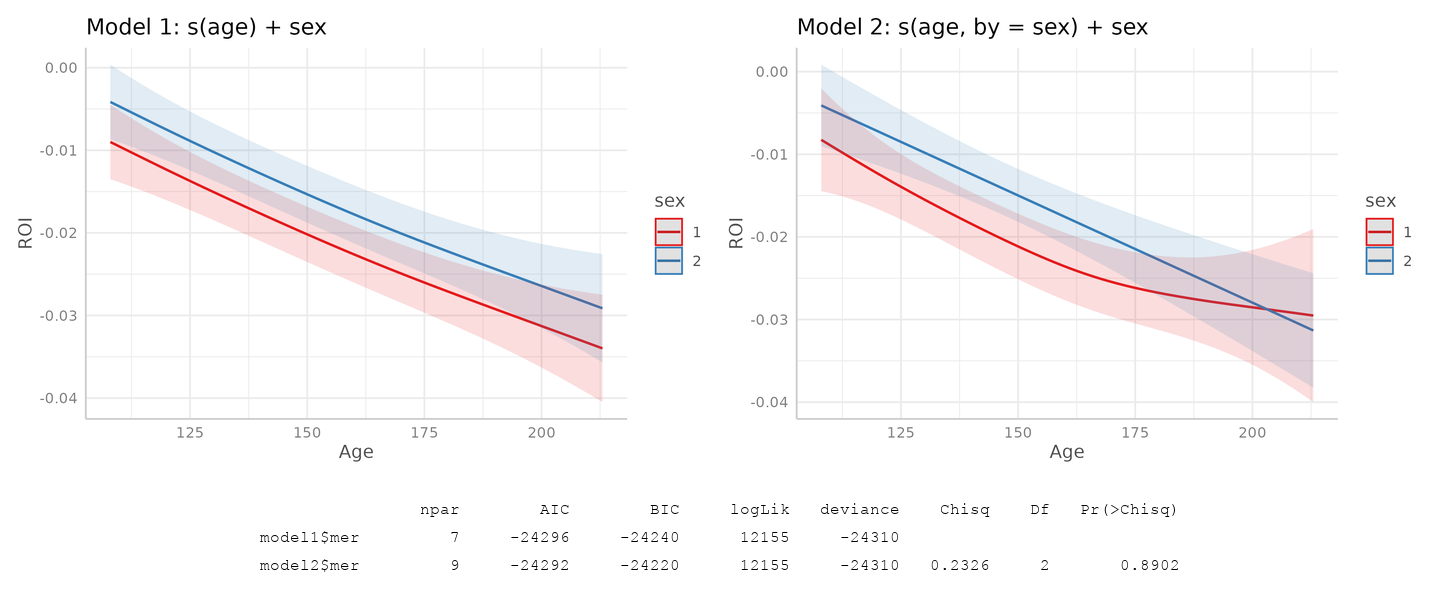 Model 1: s(age) + sex
0.00
-0.01
-0.02
-0.03
-0.04
ROI
125 150 175 200
Age
sex
1
2
Model 2: s(age, by = sex) + sex
0.00
-0.01
-0.02
-0.03
-0.04
ROI
125 150 175 200
Age
sex
1
2
npar AIC BIC logLik deviance Chisq Df Pr(>Chisq)
model1$mer 7 -24296 -24240 12155 -24310
model2$mer 9 -24292 -24220 12155 -24310 0.2326 2 0.8902